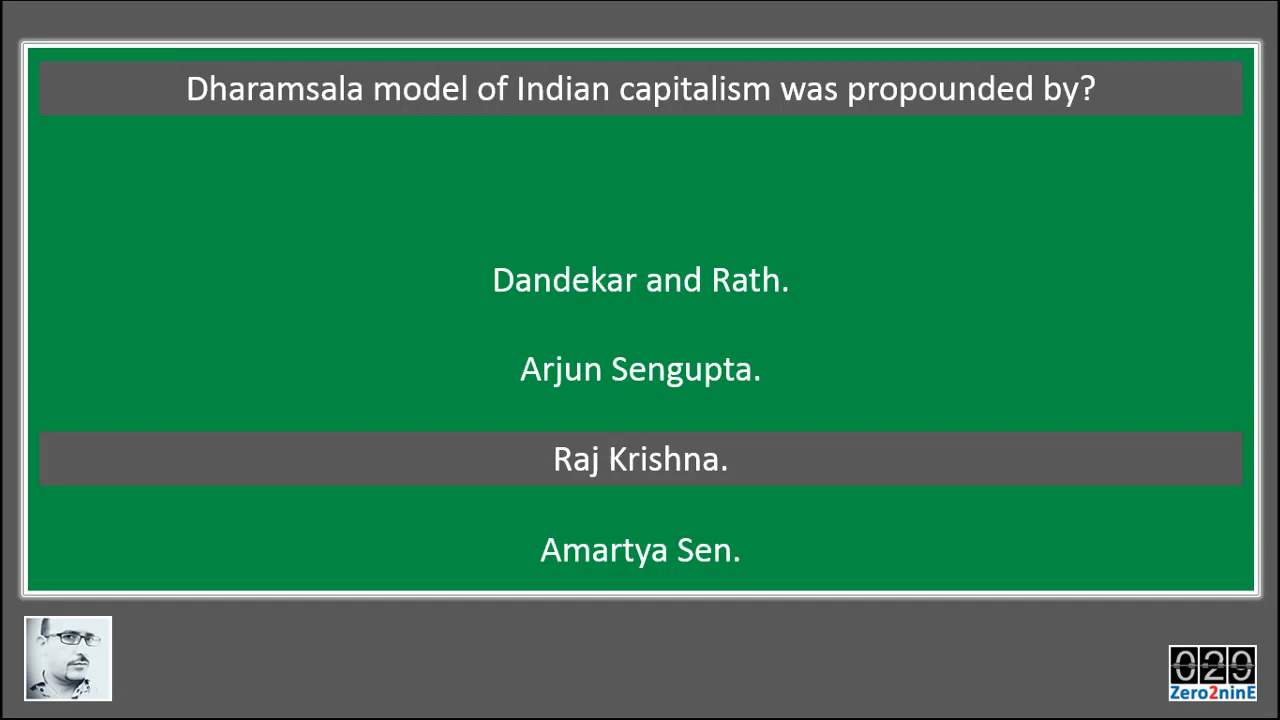 Dharamsala model of Indian capitalism was propounded by?
Dandekar and Rath.
Arjun Sengupta.
Raj Krishna.
Amartya Sen.
029
Zero2ninE